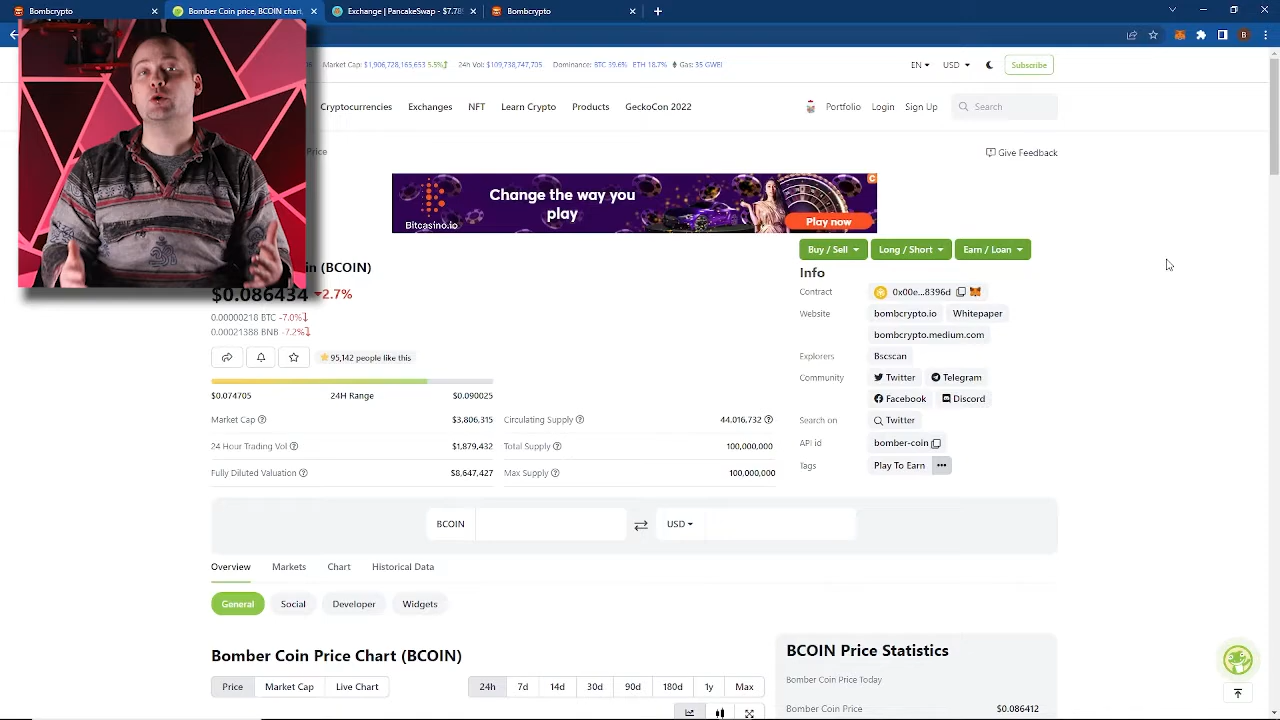 Bombcrypto
Bomber Coin price, BCOIN chart,
Exchange | PancakeSwap - $7.78
Bombcrypto
Market Cap: $1,906,728,165,653 5.5%
24h Vol: $109,738,747,716
Dominance: BTC 39.6% ETH 18.7%
Gas: 35 GWEI
EN
USD
Subscribe
Cryptocurrencies
Exchanges
NFT
Learn Crypto
Products
GeckoCon 2022
Portfolio
Login
Sign Up
Search
Price
Give Feedback
Bitcasino.io
Change the way you
play
Play now
Buy / Sell
Long / Short
Earn / Loan
in (BCOIN)
$0.086434 2.7%
0.00000218 BTC -7.0%
0.00021388 BNB -7.2%
95,142 people like this
$0.074705
24H Range
$0.090025
Market Cap
$3,806,315
Circulating Supply
44.016.732
24 Hour Trading Vol
$1,879,432
Total Supply
100,000,000
Fully Diluted Valuation
$8,647,427
Max Supply
100,000,000
Info
Contract
0x00e...8396d
Website
bombcrypto.io
Whitepaper
bombcrypto.medium.com
Explorers
Bscscan
Community
Twitter
Telegram
Facebook
Discord
Search on
Twitter
API id
bomber-coin
Tags
Play To Earn
BCOIN
USD
Overview
Markets
Chart
Historical Data
General
Social
Developer
Widgets
Bomber Coin Price Chart (BCOIN)
Price
Market Cap
Live Chart
24h
7d
14d
30d
90d
180d
1y
Max
BCOIN Price Statistics
Bomber Coin Price Today
Bomber Coin Price
$0.086412